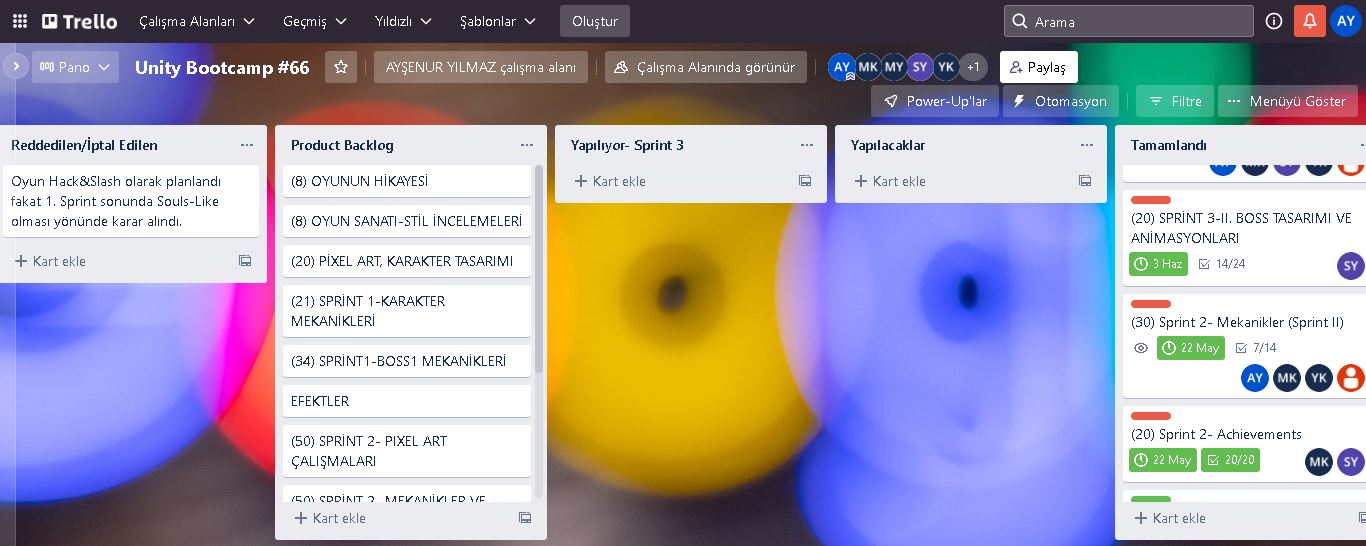 Trello
Çalışma Alanları
Geçmiş
Yıldızlı
Şablonlar
Oluştur
Arama
AY
Pano
Unity Bootcamp #66
AYŞENUR YILMAZ çalışma alanı
Çalışma Alanında görünür
AY MK MY SY YK +1
Paylaş
Power-Up'lar
Otomasyon
Filtre
Menüyü Göster
Reddedilen/İptal Edilen
Oyun Hack&Slash olarak planlandı
fakat 1. Sprint sonunda Souls-Like
olması yönünde karar alındı.
Kart ekle
Product Backlog
(8) OYUNUN HİKAYESİ
(8) OYUN SANATI-STİL İNCELEMELERİ
(20) PİXEL ART, KARAKTER TASARIMI
(21) SPRINT 1-KARAKTER
MEKANİKLERİ
(34) SPRİNT1-BOSS1 MEKANİKLERİ
EFEKTLER
(50) SPRİNT 2- PIXEL ART
ÇALIŞMALARI
(50) SPRINT 2- MEKANİKLER VE
Kart ekle
Yapılıyor- Sprint 3
Kart ekle
Yapılacaklar
Kart ekle
Tamamlandı
(20) SPRİNT 3-II. BOSS TASARIMI VE
ANİMASYONLARI
3 Haz 14/24
SY
(30) Sprint 2- Mekanikler (Sprint II)
22 May 7/14
AY MK YK
(20) Sprint 2- Achievements
22 May 20/20
MK SY
Kart ekle